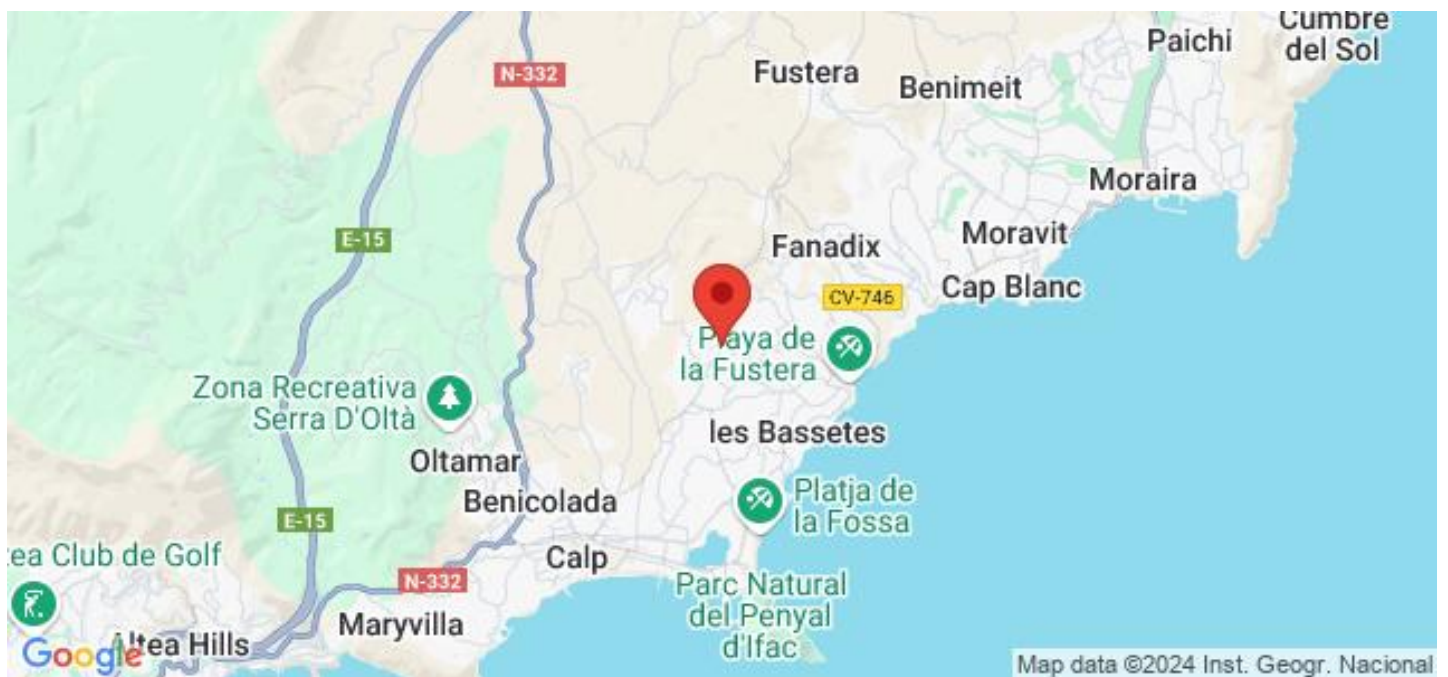 Cumbre
del Sol
Paichi
Fustera
Benimeit
N-332
Moraira
E-15
Fanadix
Moravit
Cap Blanc
CV-746
Playa de
la Fustera
Zona Recreativa
Serra D'Oltà
les Bassetes
Oltamar
Benicolada
Platja de
la Fossa
E-15
tea Club de Golf
Calp
N-332
Parc Natural
del Penyal
d'Ifac
Maryvilla
Altea Hills
Google
Map data ©2024 Inst. Geogr. Nacional